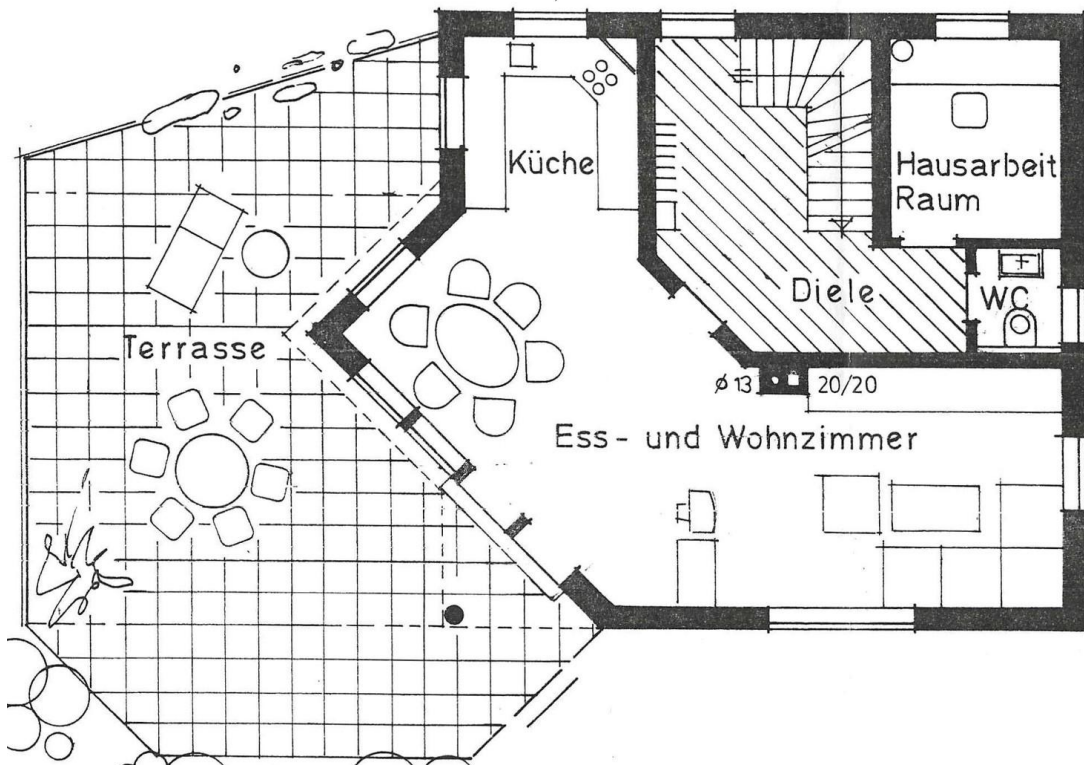 Küche
Hausarbeit
Raum
Diele
WC
Terrasse
ø 13
20/20
Ess- und Wohnzimmer